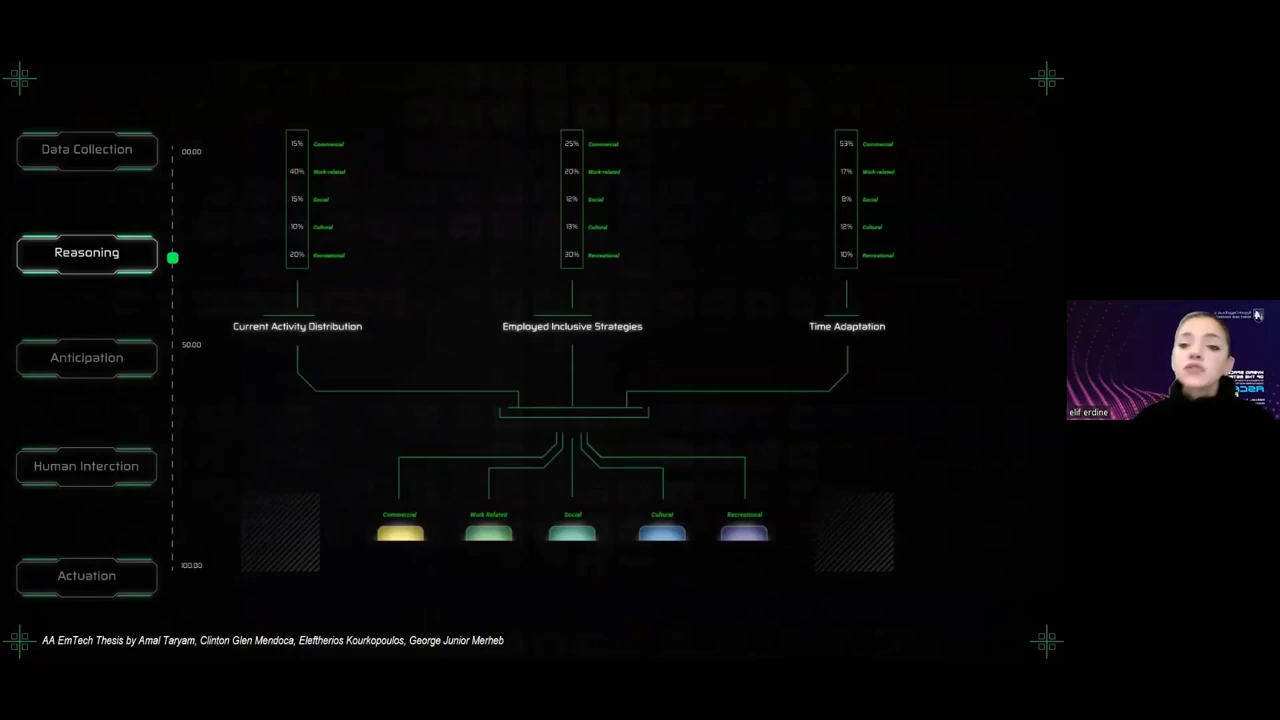 Data Collection
Reasoning
Anticipation
Human Interction
Actuation
00.00
50.00
100.00
15% Commercial
40% Work-related
15% Social
10% Cultural
20% Recreational
Current Activity Distribution
25% Commercial
20% Work-related
12% Social
13% Cultural
30% Recreational
Employed Inclusive Strategies
53% Commercial
17% Work-related
8% Social
12% Cultural
10% Recreational
Time Adaptation
Commercial
Work Related
Social
Cultural
Recreational
AA EmTech Thesis by Amal Taryam, Clinton Glen Mendoca, Eleftherios Kourkopoulos, George Junior Merheb
elif erdine